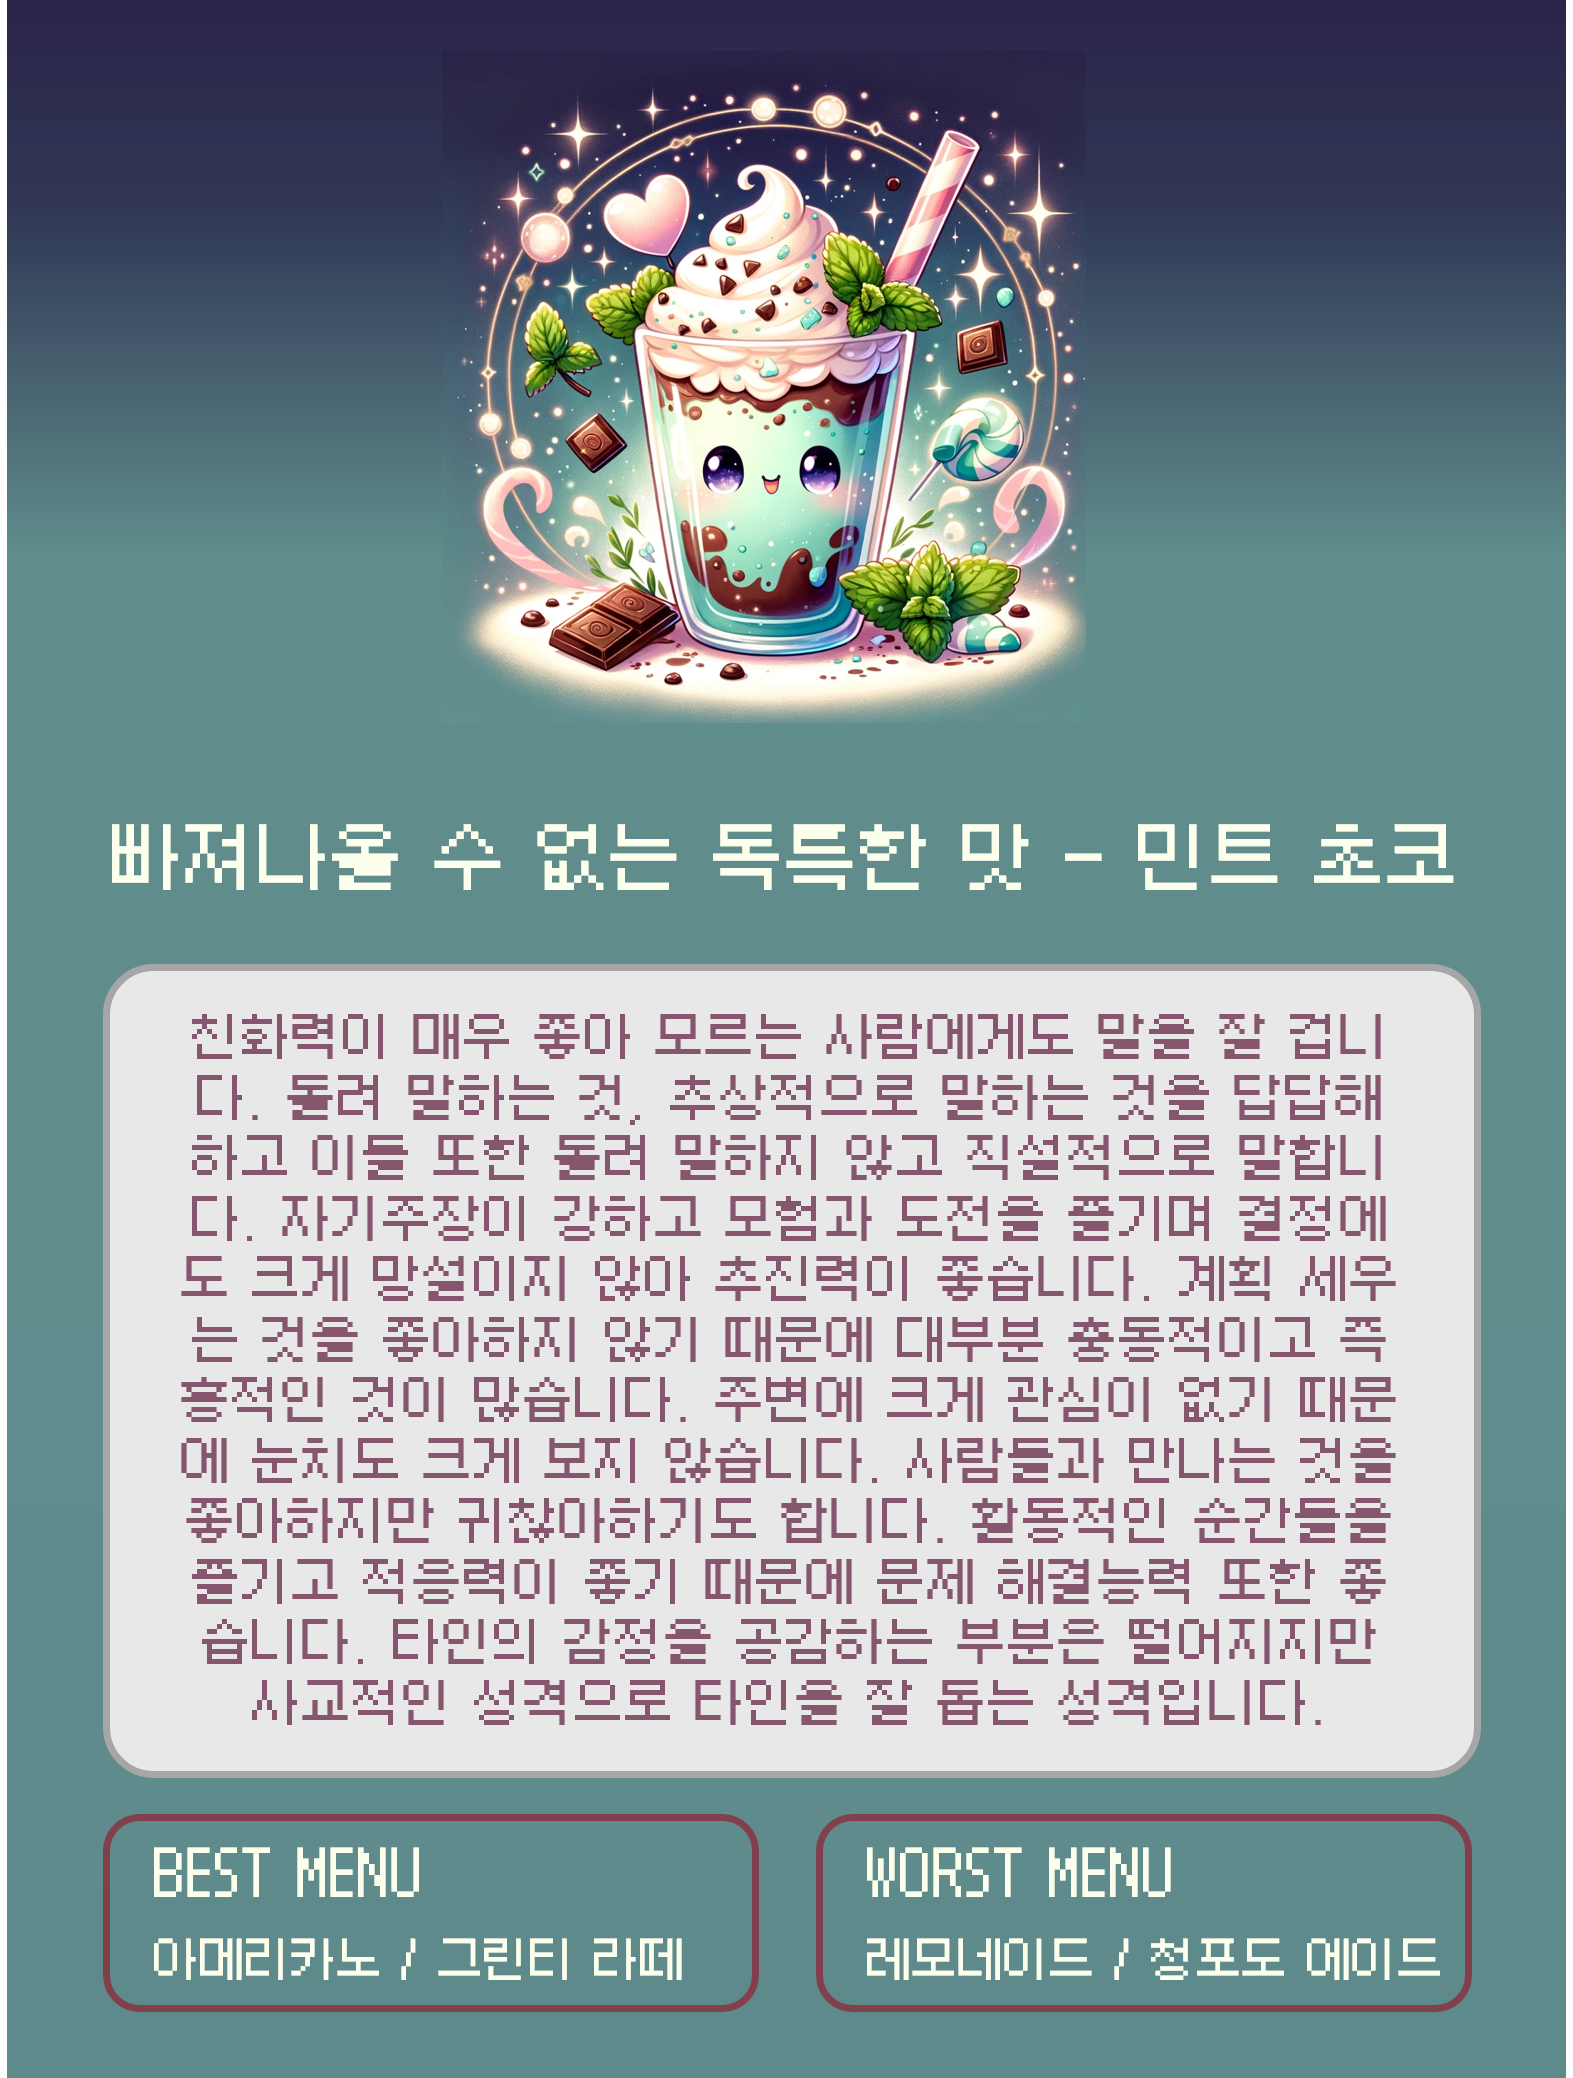 빠져나올 수 없는 독특한 맛 - 민트 초코
친화력이 매우 좋아 모르는 사람에게도 말을 잘 겁니
다. 돌려 말하는 것, 추상적으로 말하는 것을 답답해
하고 이들 또한 돌려 말하지 않고 직설적으로 말합니
다. 자기주장이 강하고 모험과 도전을 즐기며 결정에
도 크게 망설이지 않아 추진력이 좋습니다. 계획 세우
는 것을 좋아하지 않기 때문에 대부분 충동적이고 즉
흥적인 것이 많습니다. 주변에 크게 관심이 없기 때문
에 눈치도 크게 보지 않습니다. 사람들과 만나는 것을
좋아하지만 귀찮아하기도 합니다. 활동적인 순간들을
즐기고 적응력이 좋기 때문에 문제 해결능력 또한 좋
습니다. 타인의 감정을 공감하는 부분은 떨어지지만
사교적인 성격으로 타인을 잘 돕는 성격입니다.
BEST MENU
아메리카노 / 그린티 라떼
WORST MENU
레모네이드 / 청포도 에이드